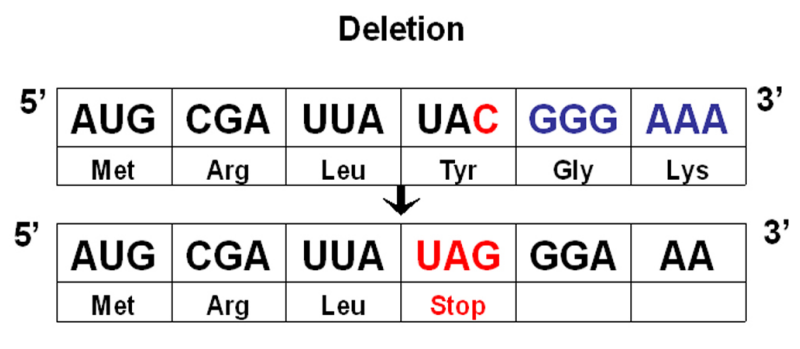 Deletion
5’ AUG CGA UUA UAC GGG AAA 3’
Met Arg Leu Tyr Gly Lys
5’ AUG CGA UUA UAG GGA AA 3’
Met Arg Leu Stop